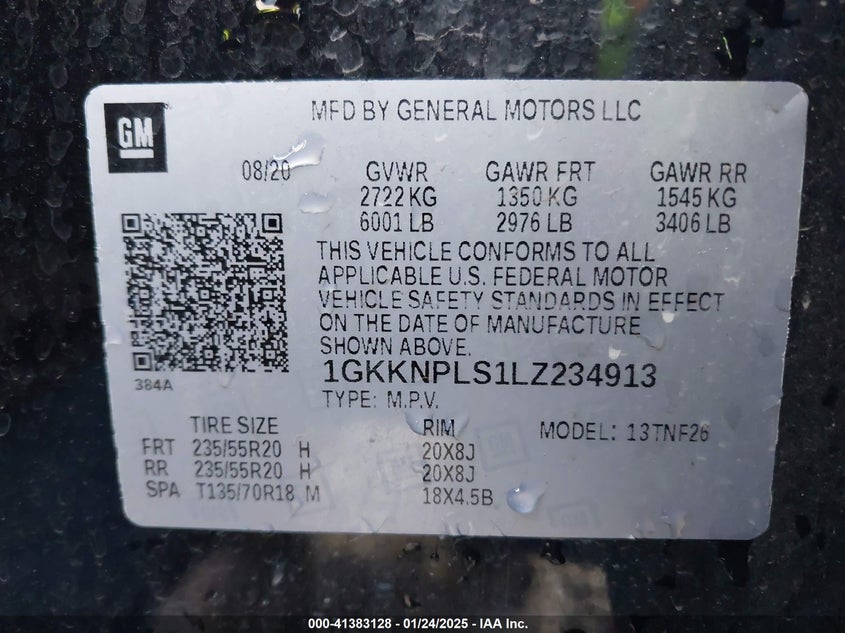 GM
MFD BY GENERAL MOTORS LLC
08/20 GVWR GAWR FRT GAWR RR
2722 KG 1350 KG 1545 KG
6001 LB 2976 LB 3406 LB
THIS VEHICLE CONFORMS TO ALL
APPLICABLE U.S. FEDERAL MOTOR
VEHICLE SAFETY STANDARDS IN EFFECT
ON THE DATE OF MANUFACTURE
SHOWN ABOVE.
384A
1GKKNPLS1LZ234913
TYPE: M.P.V.
TIRE SIZE RIM MODEL: 13TNF26
FRT 235/55R20 H 20X8J
RR 235/55R20 H 20X8J
SPA T135/70R18 M 18X4.5B
000-41383128 - 01/24/2025 - IAA Inc.